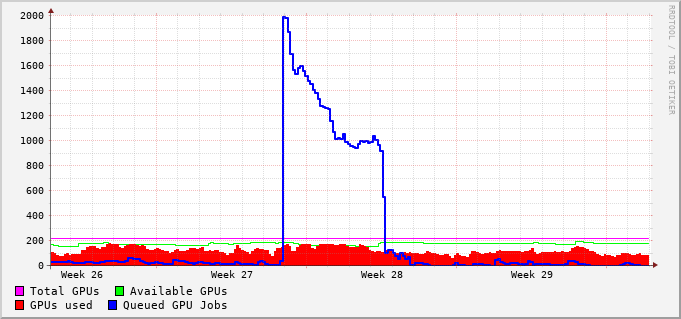 2000
1800
1600
1400
1200
1000
800
600
400
200
0
Week 26 Week 27 Week 28 Week 29
Total GPUs Available GPUs
GPUs used Queued GPU Jobs
RRDTOOL / TOBI OETIKER